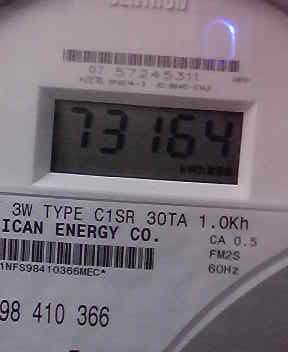 CENTRON
07 57245311
73164
3W TYPE C1SR 30TA 1.0Kh
ICAN ENERGY CO.
CA 0.5
FM2S
60Hz
1NFS98410366MEC*
98 410 366